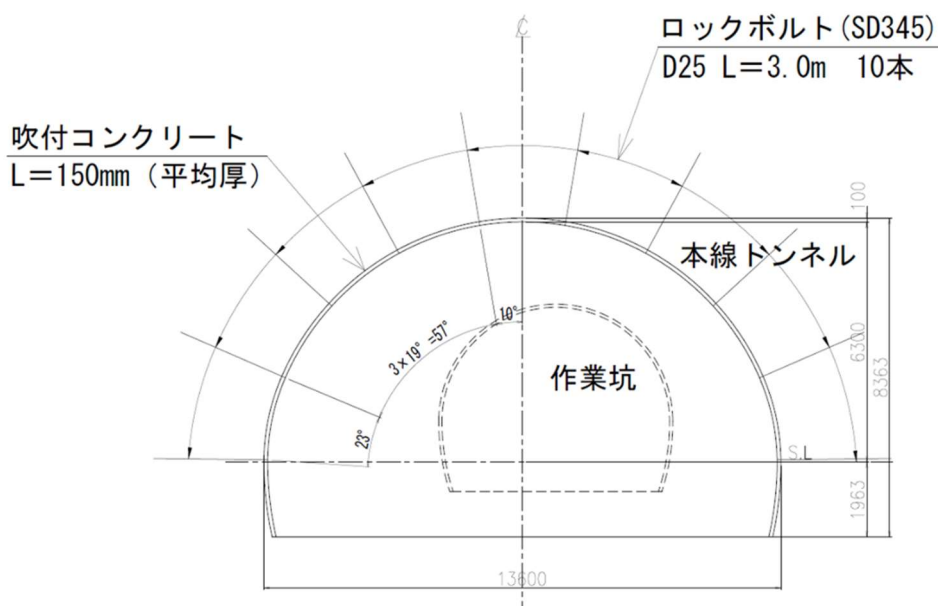 ℄
ロックボルト(SD345)
D25 L＝3.0m 10本
吹付コンクリート
L＝150mm（平均厚）
100
本線トンネル
10°
3×19°=57°
6300
8363
作業坑
23°
S.L
1963
13600